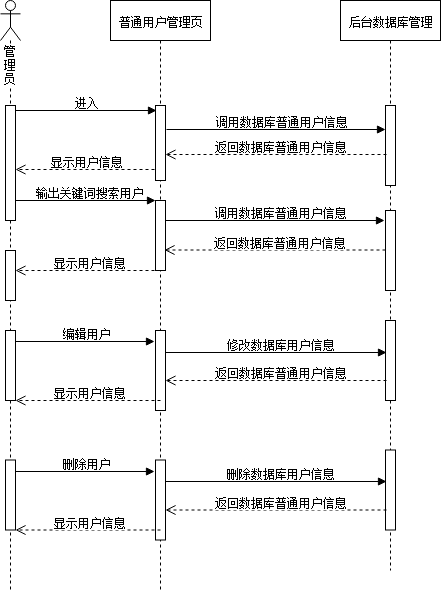 普通用户管理页
后台数据库管理
管理员
进入
调用数据库普通用户信息
返回数据库普通用户信息
显示用户信息
输出关键词搜索用户
调用数据库普通用户信息
返回数据库普通用户信息
显示用户信息
编辑用户
修改数据库用户信息
返回数据库普通用户信息
显示用户信息
删除用户
删除数据库用户信息
返回数据库普通用户信息
显示用户信息